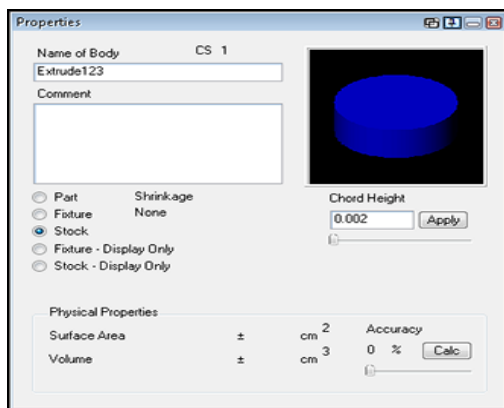 Properties
Name of Body CS 1
Extrude123
Comment
Part Shrinkage
Fixture None
Stock
Fixture - Display Only
Stock - Display Only
Chord Height
0.002 Apply
Physical Properties
Surface Area ± cm 2 Accuracy
Volume ± cm 3 0 % Calc